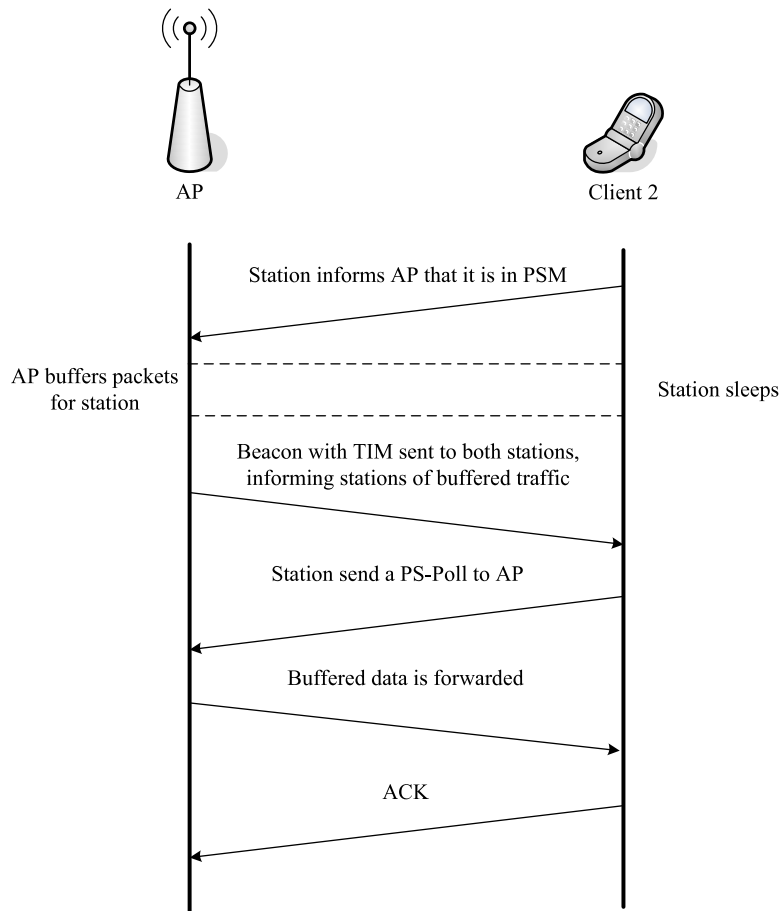 AP
Client 2
Station informs AP that it is in PSM
AP buffers packets
for station
Station sleeps
Beacon with TIM sent to both stations,
informing stations of buffered traffic
Station send a PS-Poll to AP
Buffered data is forwarded
ACK